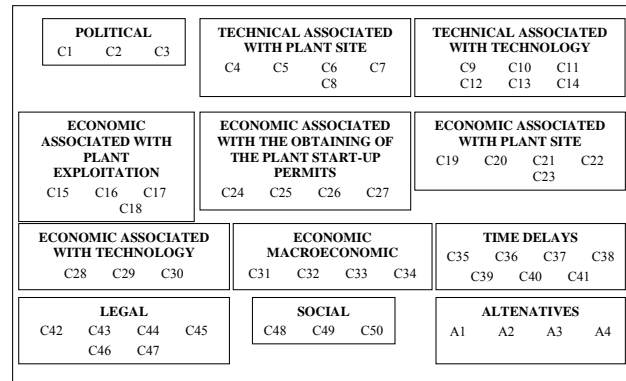 POLITICAL
C1 C2 C3
TECHNICAL ASSOCIATED
WITH PLANT SITE
C4 C5 C6 C7
C8
TECHNICAL ASSOCIATED
WITH TECHNOLOGY
C9 C10 C11
C12 C13 C14
ECONOMIC
ASSOCIATED WITH
PLANT
EXPLOITATION
C15 C16 C17
C18
ECONOMIC ASSOCIATED
WITH THE OBTAINING OF
THE PLANT START-UP
PERMITS
C24 C25 C26 C27
ECONOMIC ASSOCIATED
WITH PLANT SITE
C19 C20 C21 C22
C23
ECONOMIC ASSOCIATED
WITH TECHNOLOGY
C28 C29 C30
ECONOMIC
MACROECONOMIC
C31 C32 C33 C34
TIME DELAYS
C35 C36 C37 C38
C39 C40 C41
LEGAL
C42 C43 C44 C45
C46 C47
SOCIAL
C48 C49 C50
ALTENATIVES
A1 A2 A3 A4